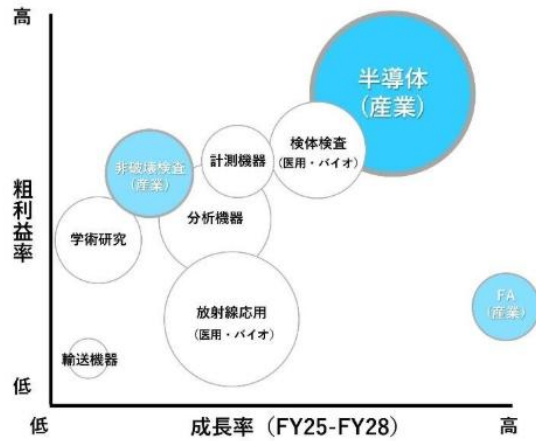 高
半導体
(産業)
検体検査
(医用・バイオ)
計測機器
非破壊検査
(産業)
分析機器
学術研究
粗利益率
放射線応用
(医用・バイオ)
FA
(産業)
輸送機器
低
低
成長率（FY25-FY28）
高